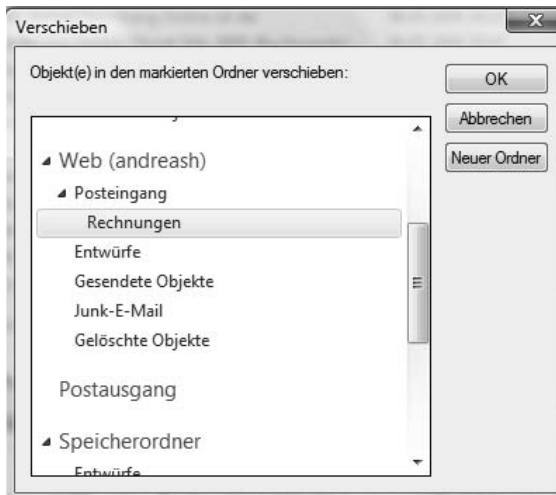 Verschieben
Objekt(e) in den markierten Ordner verschieben:
OK
Abbrechen
Neuer Ordner
Web (andreash)
Posteingang
Rechnungen
Entwürfe
Gesendete Objekte
Junk-E-Mail
Gelöschte Objekte
Postausgang
Speicherordner
Entwürfe